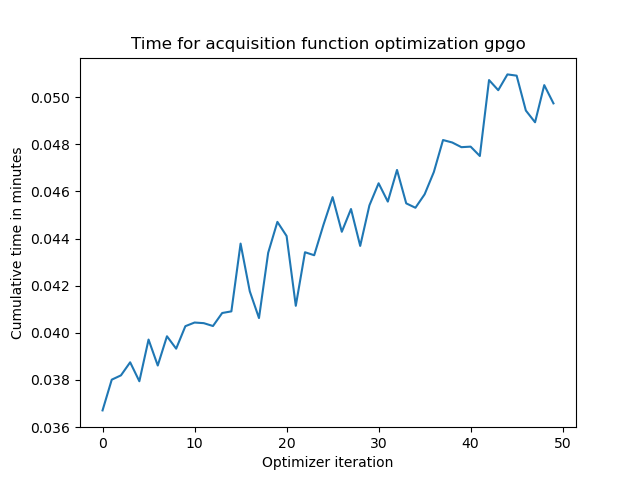 Time for acquisition function optimization gpgo
0.050
0.048
0.046
0.044
0.042
0.040
0.038
0.036
Cumulative time in minutes
0 10 20 30 40 50
Optimizer iteration